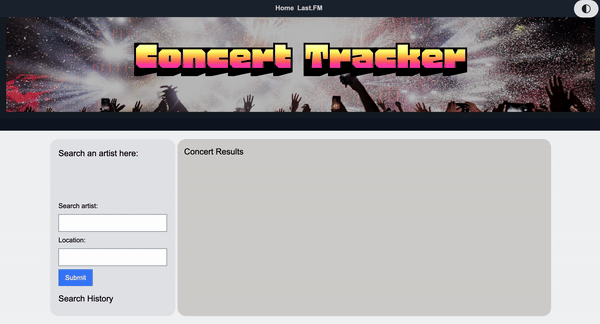 Home Last.FM
Concert Tracker
Search an artist here:
Concert Results
Search artist:
Location:
Submit
Search History